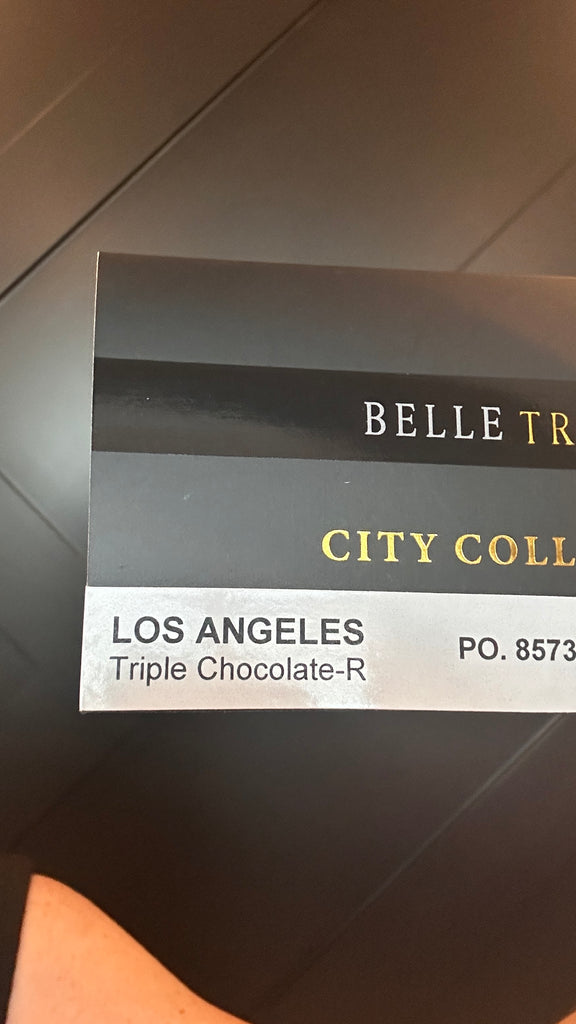 BELLE TR
CITY COLL
LOS ANGELES
Triple Chocolate-R
PO. 8573